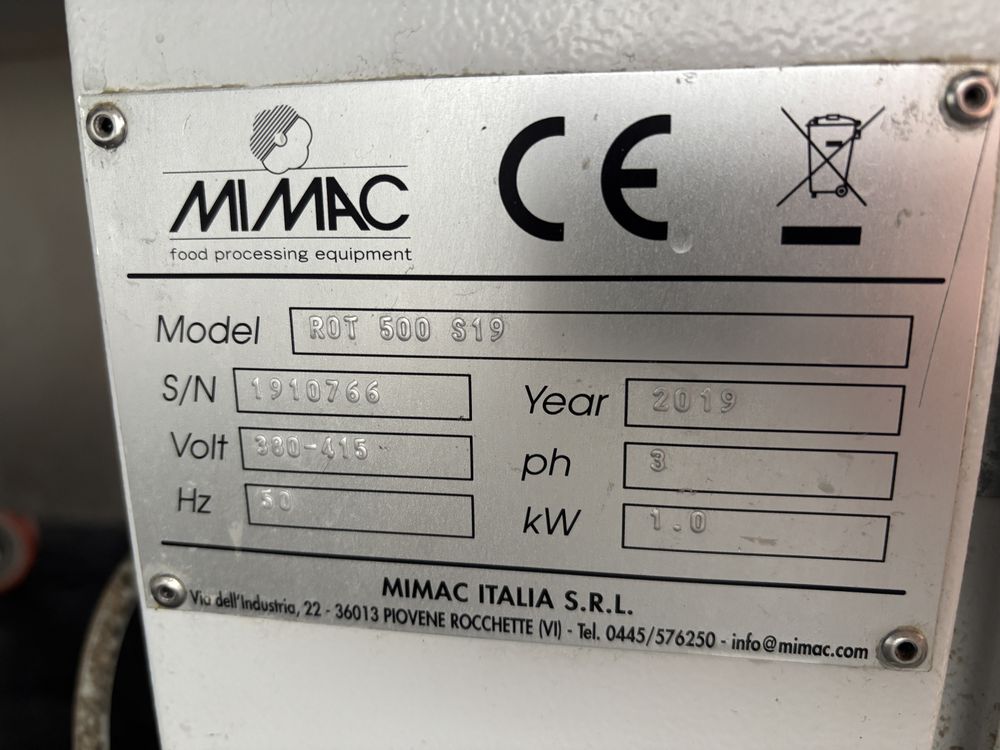 MIMAC
food processing equipment
CE
Model ROT 500 S19
S/N 1910766 Year 2019
Volt 380-415 ph 3
Hz 50 kW 1.0
MIMAC ITALIA S.R.L.
Via dell'Industria, 22 - 36013 PIOVENE ROCCHETTE (VI) - Tel. 0445/576250 - info@mimac.com